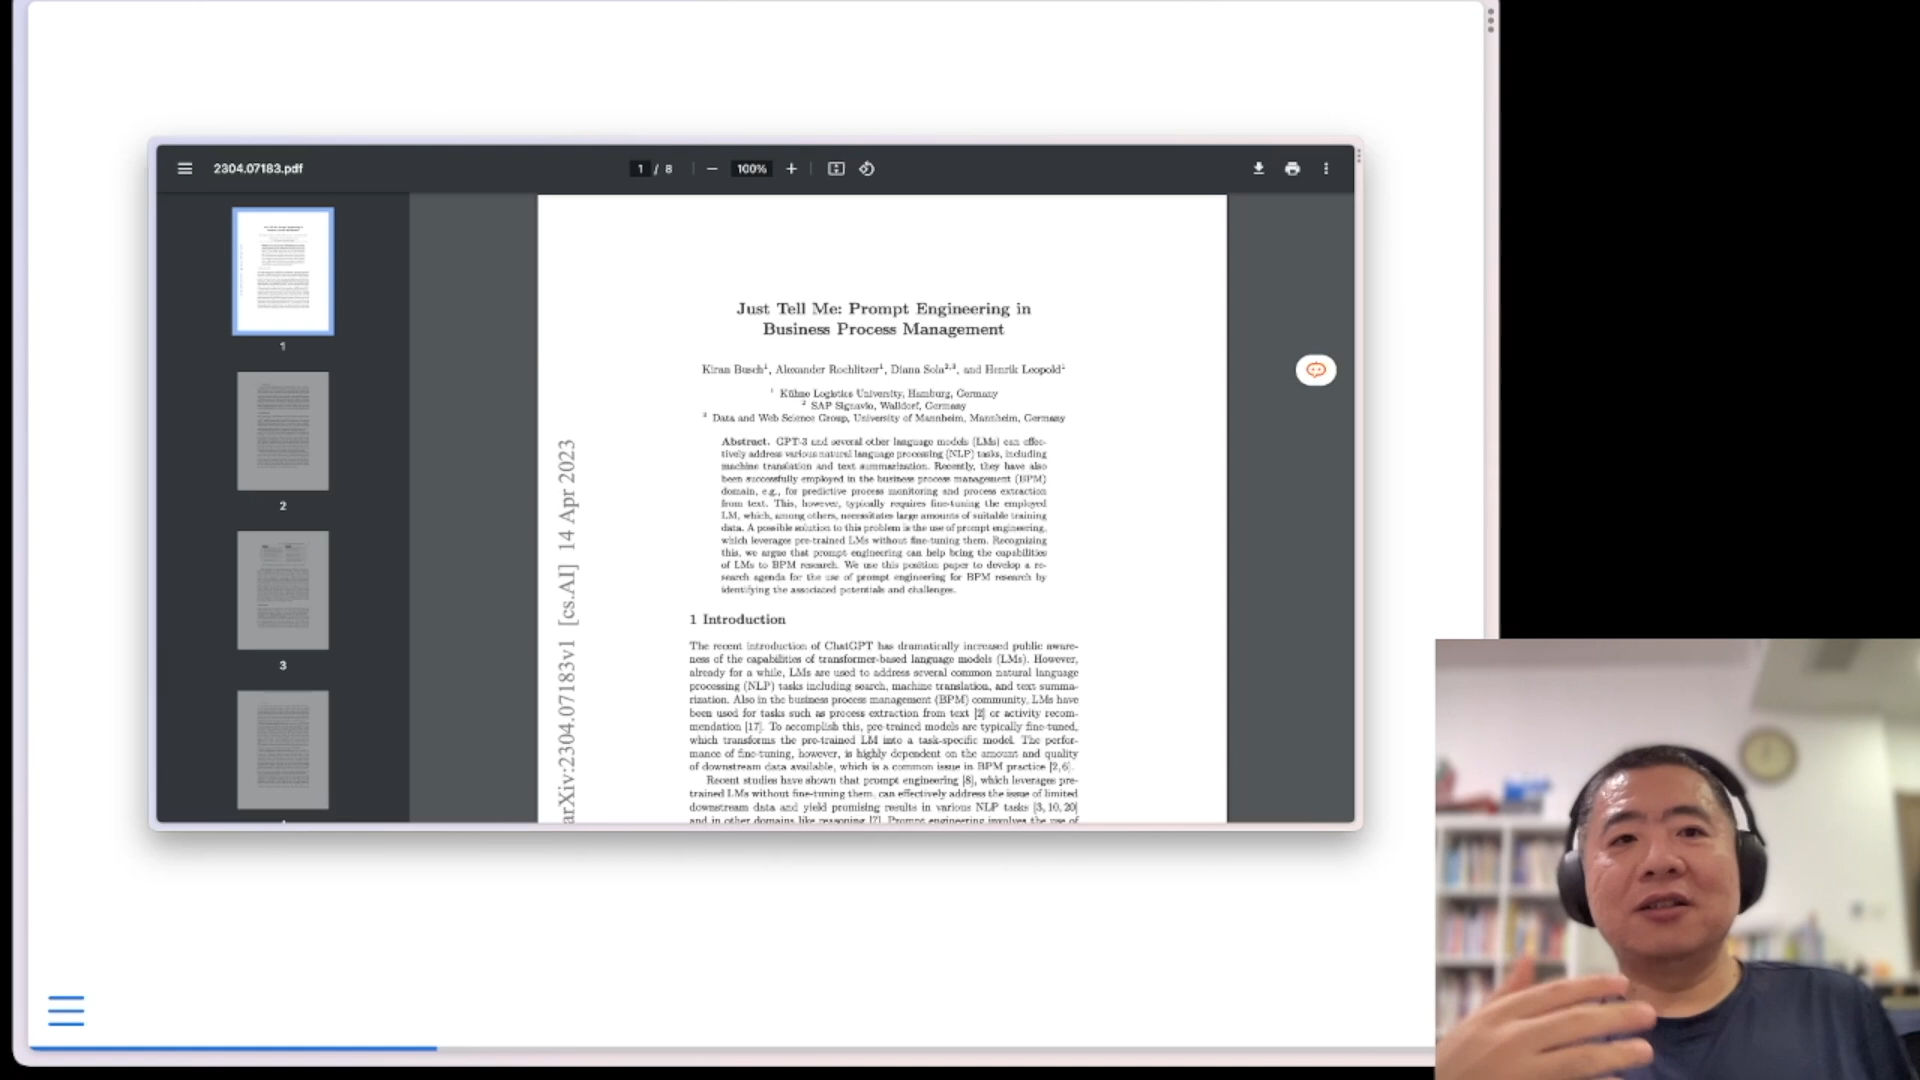 2304.07183.pdf
1 / 8
100%
1
2
3
arXiv:2304.07183v1 [cs.AI] 14 Apr 2023
Just Tell Me: Prompt Engineering in
Business Process Management
Kiran Busch¹, Alexander Rochlitzer¹, Diana Sola²,³, and Henrik Leopold¹
¹ Kühne Logistics University, Hamburg, Germany
² SAP Signavio, Walldorf, Germany
³ Data and Web Science Group, University of Mannheim, Mannheim, Germany
Abstract. GPT-3 and several other language models (LMs) can effec-
tively address various natural language processing (NLP) tasks, including
machine translation and text summarization. Recently, they have also
been successfully employed in the business process management (BPM)
domain, e.g., for predictive process monitoring and process extraction
from text. This, however, typically requires fine-tuning the employed
LM, which, among others, necessitates large amounts of suitable training
data. A possible solution to this problem is the use of prompt engineering,
which leverages pre-trained LMs without fine-tuning them. Recognizing
this, we argue that prompt engineering can help bring the capabilities
of LMs to BPM research. We use this position paper to develop a re-
search agenda for the use of prompt engineering for BPM research by
identifying the associated potentials and challenges.
1 Introduction
The recent introduction of ChatGPT has dramatically increased public aware-
ness of the capabilities of transformer-based language models (LMs). However,
already for a while, LMs are used to address several common natural language
processing (NLP) tasks including search, machine translation, and text summa-
rization. Also in the business process management (BPM) community, LMs have
been used for tasks such as process extraction from text [2] or activity recom-
mendation [17]. To accomplish this, pre-trained models are typically fine-tuned,
which transforms the pre-trained LM into a task-specific model. The perfor-
mance of fine-tuning, however, is highly dependent on the amount and quality
of downstream data available, which is a common issue in BPM practice [2,6].
Recent studies have shown that prompt engineering [8], which leverages pre-
trained LMs without fine-tuning them, can effectively address the issue of limited
downstream data and yield promising results in various NLP tasks [3, 10, 20]
and in other domains like reasoning [7]. Prompt engineering involves the use of